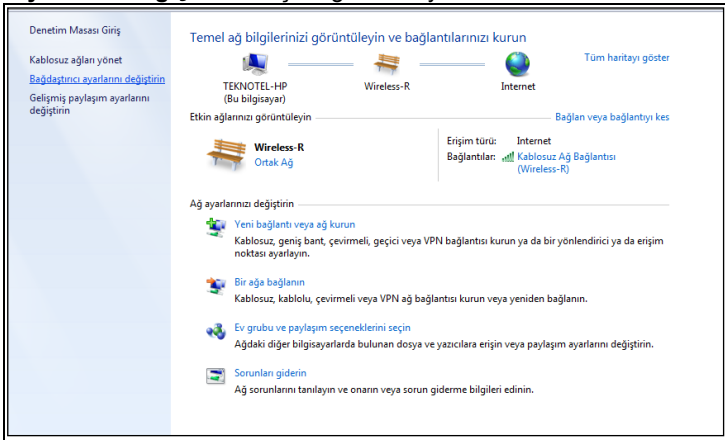 Denetim Masası Giriş
Kablosuz ağları yönet
Bağdaştırıcı ayarlarını değiştirin
Gelişmiş paylaşım ayarlarını
değiştirin
Temel ağ bilgilerinizi görüntüleyin ve bağlantılarınızı kurun
Tüm haritayı göster
TEKNOTEL-HP
(Bu bilgisayar)
Wireless-R
Internet
Etkin ağlarınızı görüntüleyin
Bağlan veya bağlantıyı kes
Wireless-R
Ortak Ağ
Erişim türü: Internet
Bağlantılar: Kablosuz Ağ Bağlantısı
(Wireless-R)
Ağ ayarlarınızı değiştirin
Yeni bağlantı veya ağ kurun
Kablosuz, geniş bant, çevirmeli, geçici veya VPN bağlantısı kurun ya da bir yönlendirici ya da erişim
noktası ayarlayın.
Bir ağa bağlanın
Kablosuz, kablolu, çevirmeli veya VPN ağ bağlantısı kurun veya yeniden bağlanın.
Ev grubu ve paylaşım seçeneklerini seçin
Ağdaki diğer bilgisayarlarda bulunan dosya ve yazıcılara erişin veya paylaşım ayarlarını değiştirin.
Sorunları giderin
Ağ sorunlarını tanılayın ve onarın veya sorun giderme bilgileri edinin.